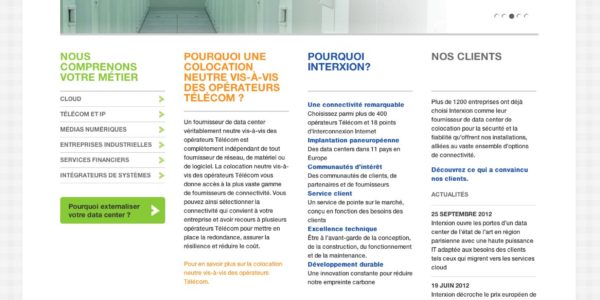 NOUS
COMPRENONS
VOTRE MÉTIER
CLOUD
TÉLÉCOM ET IP
MÉDIAS NUMÉRIQUES
ENTREPRISES INDUSTRIELLES
SERVICES FINANCIERS
INTÉGRATEURS DE SYSTÈMES
Pourquoi externaliser
votre data center ?
POURQUOI UNE
COLOCATION
NEUTRE VIS-À-VIS
DES OPÉRATEURS
TÉLÉCOM ?
Un fournisseur de data center
véritablement neutre vis-à-vis des
opérateurs Télécom est
complètement indépendant de tout
fournisseur de réseau, de matériel ou
de logiciel. La colocation neutre vis-à-
vis des opérateurs Télécom vous
donne accès à la plus vaste gamme
de fournisseurs de connectivité. Vous
pouvez ainsi sélectionner la
connectivité qui convient à votre
entreprise et avoir recours à plusieurs
opérateurs Télécom pour mettre en
place la redondance, assurer la
résilience et réduire le coût.
Pour en savoir plus sur la colocation
neutre vis-à-vis des opérateurs
Télécom.
POURQUOI
INTERXION?
Une connectivité remarquable
Choisissez parmi plus de 400
opérateurs Télécom et 18 points
d'Interconnexion Internet
Implantation paneuropéenne
Des data centers dans 11 pays en
Europe
Communautés d'intérêt
Des communautés de clients, de
partenaires et de fournisseurs
Service client
Un service de pointe sur le marché,
conçu en fonction des besoins des
clients
Excellence technique
Être à l'avant-garde de la conception,
de la construction, du fonctionnement
et de la maintenance.
Développement durable
Une innovation constante pour réduire
notre empreinte carbone
NOS CLIENTS
Plus de 1200 entreprises ont déjà
choisi Interxion comme leur
fournisseur de data center de
colocation pour la sécurité et la
fiabilité qu'offrent nos installations,
alliées au vaste ensemble d'options
de connectivité.
Découvrez ce qui a convaincu
nos clients.
ACTUALITÉS
25 SEPTEMBRE 2012
Interxion ouvre les portes d'un data
center de l'état de l'art en région
parisienne avec une haute puissance
IT adaptée aux besoins des clients
tels ceux qui migrent vers les services
cloud
19 JUIN 2012
Interxion décroche le prix européen de